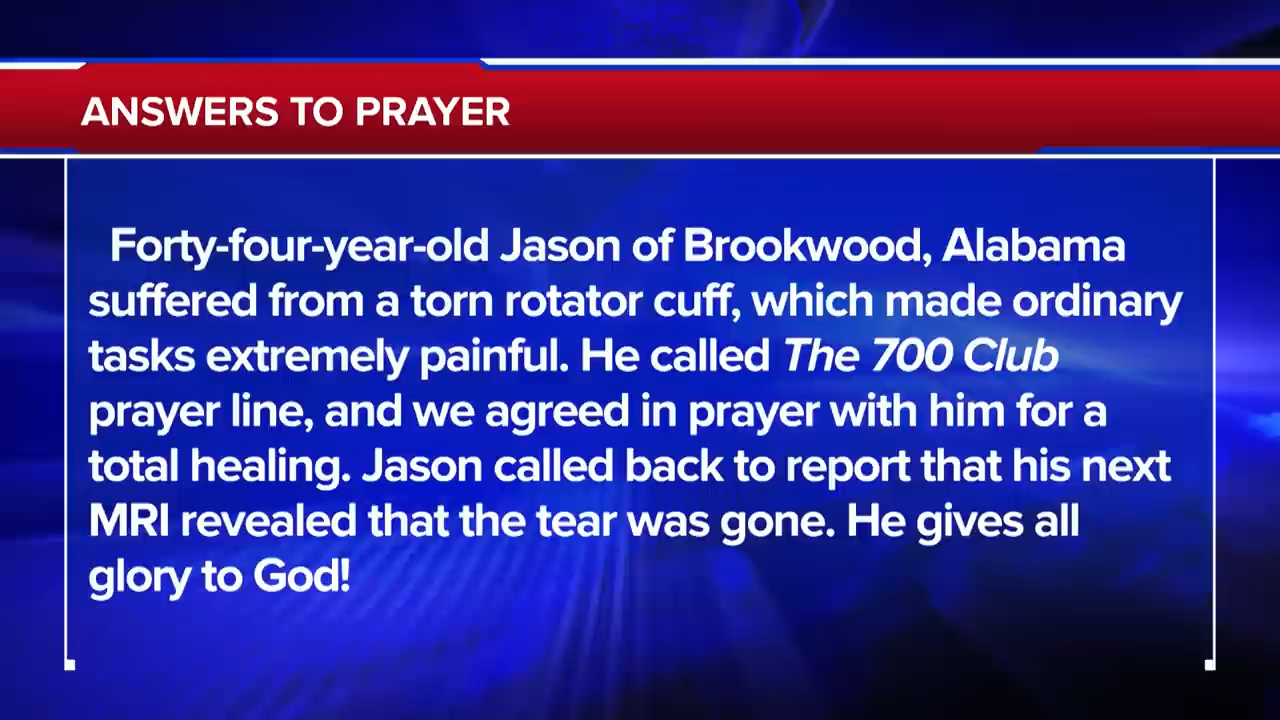 ANSWERS TO PRAYER
Forty-four-year-old Jason of Brookwood, Alabama
suffered from a torn rotator cuff, which made ordinary
tasks extremely painful. He called The 700 Club
prayer line, and we agreed in prayer with him for a
total healing. Jason called back to report that his next
MRI revealed that the tear was gone. He gives all
glory to God!